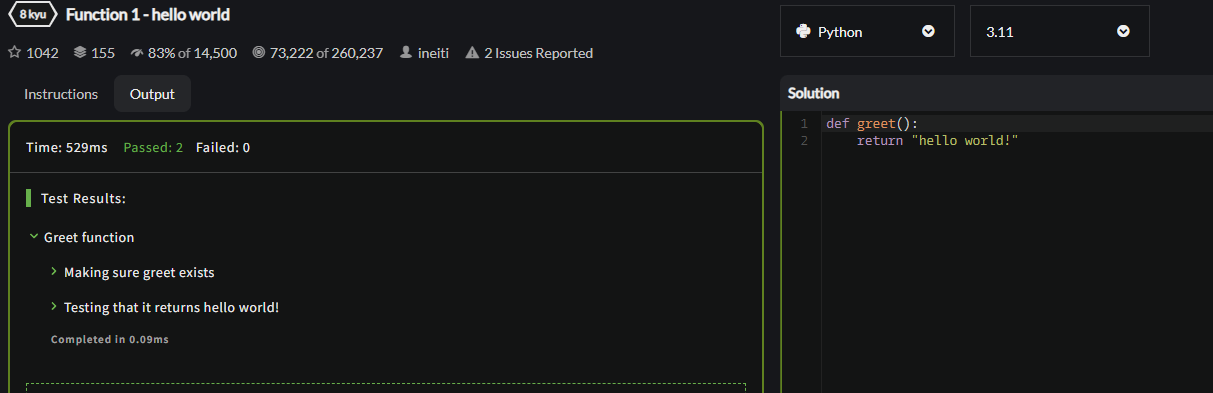 8 kyu Function 1 - hello world
1042 155 83% of 14,500 73,222 of 260,237 ineiti 2 Issues Reported
Instructions Output
Time: 529ms Passed: 2 Failed: 0
Test Results:
Greet function
Making sure greet exists
Testing that it returns hello world!
Completed in 0.09ms
Python 3.11
Solution
1 def greet():
2 return "hello world!"